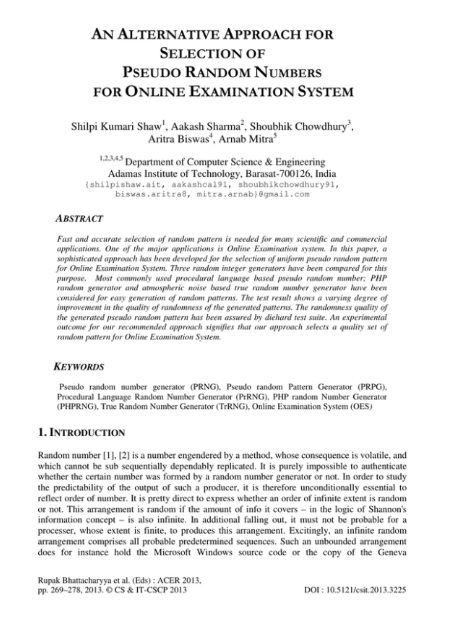 AN ALTERNATIVE APPROACH FOR
SELECTION OF
PSEUDO RANDOM NUMBERS
FOR ONLINE EXAMINATION SYSTEM
Shilpi Kumari Shaw1, Aakash Sharma2, Shoubhik Chowdhury3,
Aritra Biswas4, Arnab Mitra5
1,2,3,4,5 Department of Computer Science & Engineering
Adamas Institute of Technology, Barasat-700126, India
{shilpishaw.ait, aakashcal91, shoubhikchowdhury91,
biswas.aritra8, mitra.arnab}@gmail.com
ABSTRACT
Fast and accurate selection of random pattern is needed for many scientific and commercial
applications. One of the major applications is Online Examination system. In this paper, a
sophisticated approach has been developed for the selection of uniform pseudo random pattern
for Online Examination System. Three random integer generators have been compared for this
purpose. Most commonly used procedural language based pseudo random number; PHP
random generator and atmospheric noise based true random number generator have been
considered for easy generation of random patterns. The test result shows a varying degree of
improvement in the quality of randomness of the generated patterns. The randomness quality
of the generated pseudo random pattern has been assured by diehard test suite. An experimental
outcome for our recommended approach signifies that our approach selects a quality set of
random pattern for Online Examination System.
KEYWORDS
Pseudo random number generator (PRNG), Pseudo random Pattern Generator (PRPG),
Procedural Language Random Number Generator (PrRNG), PHP random Number Generator
(PHPRNG), True Random Number Generator (TrRNG), Online Examination System (OES)
1. INTRODUCTION
Random number [1], [2] is a number engendered by a method, whose consequence is volatile, and
which cannot be sub sequentially dependably replicated. It is purely impossible to authenticate
whether the certain number was formed by a random number generator or not. In order to study
the predictability of the output of such a producer, it is therefore unconditionally essential to
reflect order of number. It is pretty direct to express whether an order of infinite extent is random
or not. This arrangement is random if the amount of info it covers – in the logic of Shannon's
information concept – is also infinite. In additional falling out, it must not be probable for a
processer, whose extent is finite, to produces this arrangement. Excitingly, an infinite random
arrangement comprises all probable predetermined sequences. Such an unbounded arrangement
does for instance hold the Microsoft Windows source code or the copy of the Geneva
Rupak Bhattacharyya et al. (Eds) : ACER 2013,
pp. 269–278, 2013. © CS & IT-CSCP 2013 DOI : 10.5121/csit.2013.3225